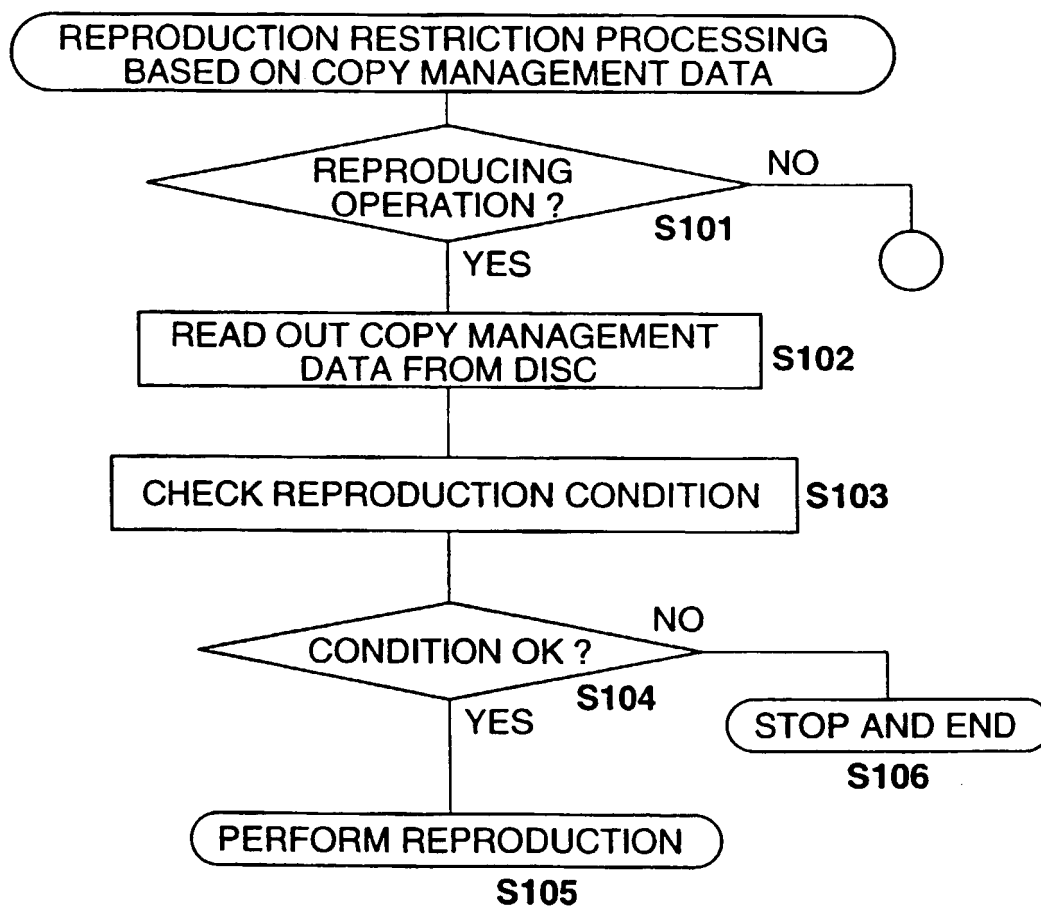 REPRODUCTION RESTRICTION PROCESSING
BASED ON COPY MANAGEMENT DATA
REPRODUCING
OPERATION ?
NO
S101
YES
READ OUT COPY MANAGEMENT
DATA FROM DISC
S102
CHECK REPRODUCTION CONDITION
S103
CONDITION OK ?
NO
S104
YES
STOP AND END
S106
PERFORM REPRODUCTION
S105